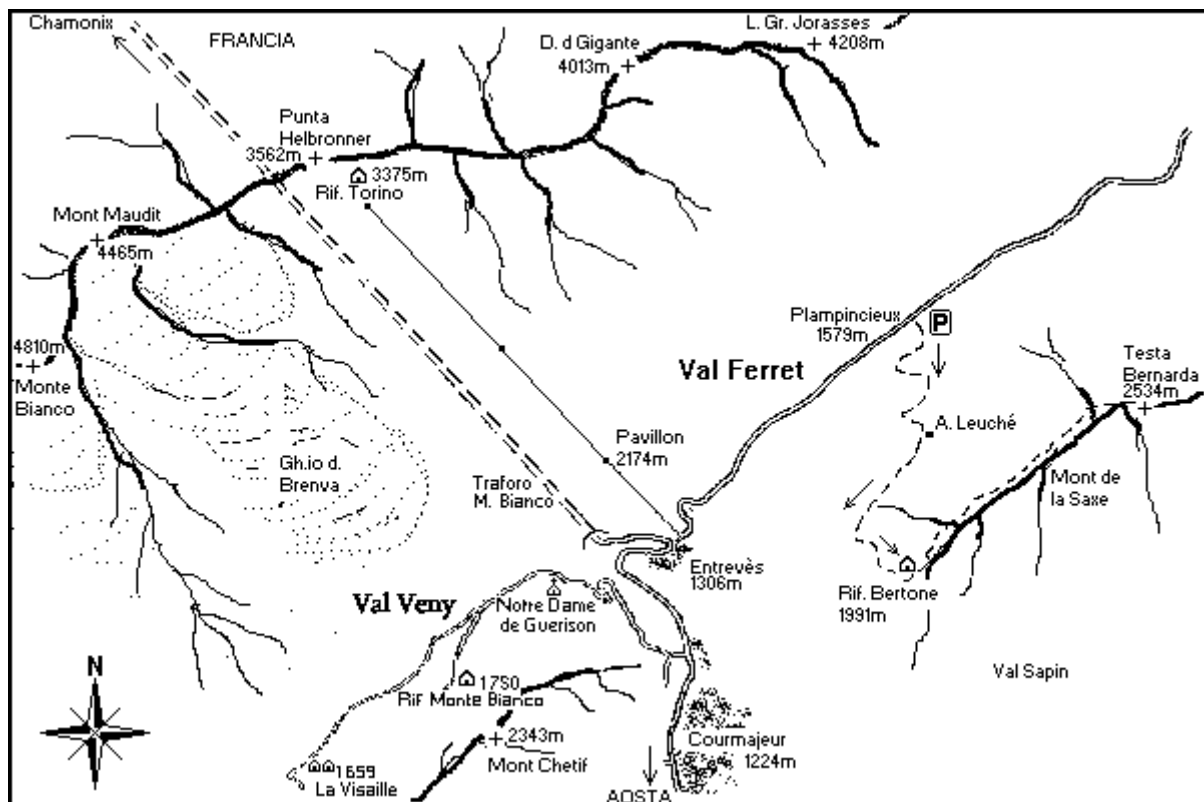 Chamonix
FRANCIA
L. Gr. Jorasses
4208m
D. d Gigante
4013m
Punta
Helbronner
3562m
3375m
Rif. Torino
Mont Maudit
4465m
4810m
Monte
Bianco
Gh.io d.
Brenva
Traforo
M. Bianco
Pavillon
2174m
Val Ferret
Plampincieux
1579m
P
Testa
Bernarda
2534m
A. Leuché
Mont de
la Saxe
Entrevès
1306m
Rif. Bertone
1991m
Val Sapin
Val Veny
Notre Dame
de Guerison
1750
Rif Monte Bianco
2343m
Mont Chetif
Courmajeur
1224m
N
1659
La Visaille
AOSTA